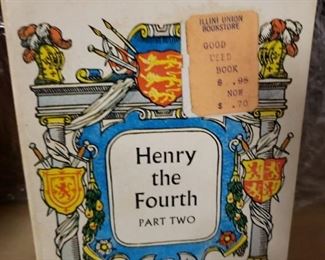 ILLINI UNION
BOOKSTORE
GOOD
USED
BOOK
$ .95
NOW
$ .70
Henry
the
Fourth
PART TWO